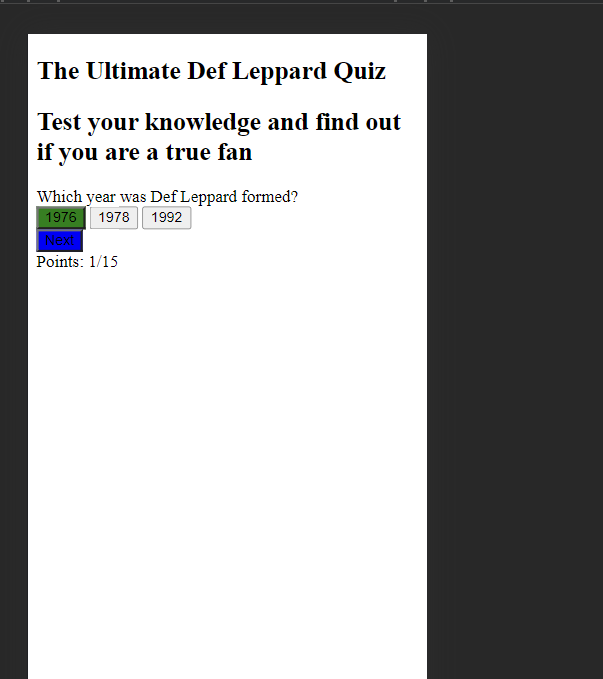 The Ultimate Def Leppard Quiz
Test your knowledge and find out
if you are a true fan
Which year was Def Leppard formed?
1976 1978 1992
Next
Points: 1/15